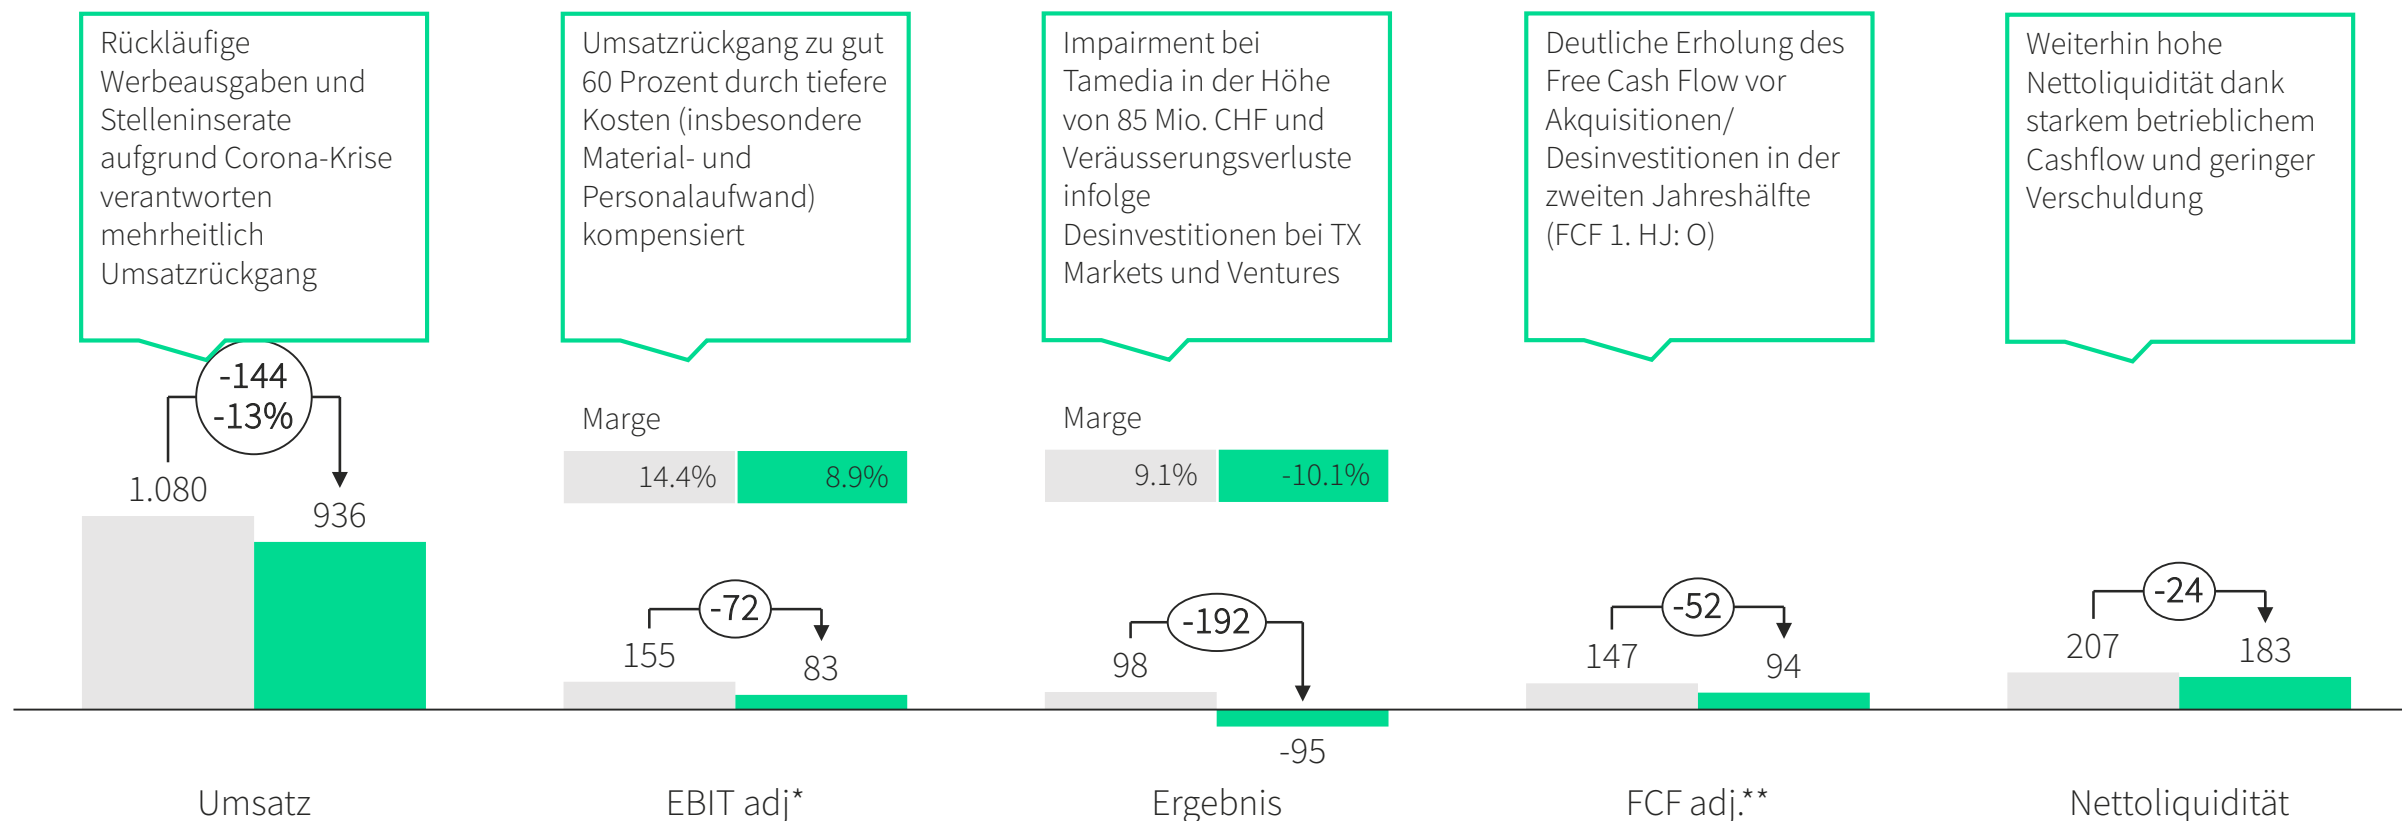 Rückläufige
Werbeausgaben und
Stelleninserate
aufgrund Corona-Krise
verantworten
mehrheitlich
Umsatzrückgang
Umsatzrückgang zu gut
60 Prozent durch tiefere
Kosten (insbesondere
Material- und
Personalaufwand)
kompensiert
Impairment bei
Tamedia in der Höhe
von 85 Mio. CHF und
Veräusserungsverluste
infolge
Desinvestitionen bei TX
Markets und Ventures
Deutliche Erholung des
Free Cash Flow vor
Akquisitionen/
Desinvestitionen in der
zweiten Jahreshälfte
(FCF 1. HJ: O)
Weiterhin hohe
Nettoliquidität dank
starkem betrieblichem
Cashflow und geringer
Verschuldung
-144
-13%
1.080
936
Marge
14.4% 8.9%
-72
155
83
Marge
9.1% -10.1%
-192
98
-95
-52
147
94
-24
207
183
Umsatz
EBIT adj*
Ergebnis
FCF adj.**
Nettoliquidität